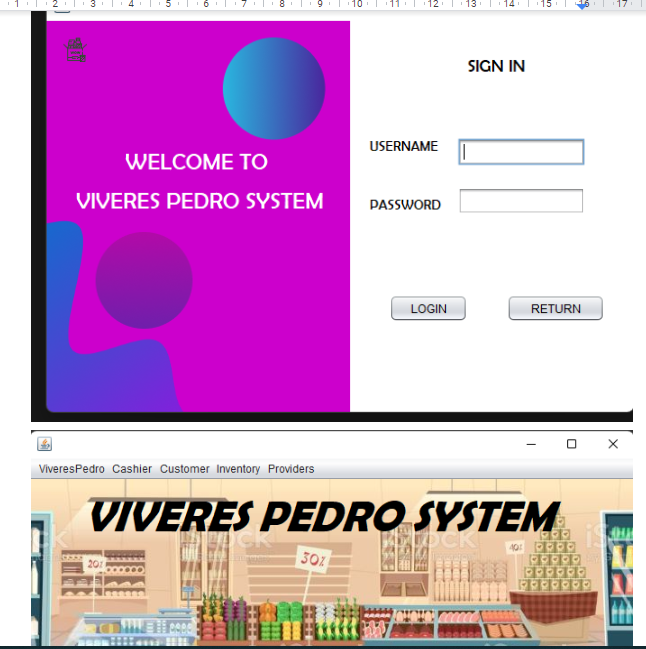 1 2 3 4 5 6 7 8 9 10 11 12 13 14 15 16 17
SIGN IN
WELCOME TO
VIVERES PEDRO SYSTEM
USERNAME
PASSWORD
LOGIN RETURN
ViveresPedro Cashier Customer Inventory Providers
VIVERES PEDRO SYSTEM
20%
30%
10%
iStock